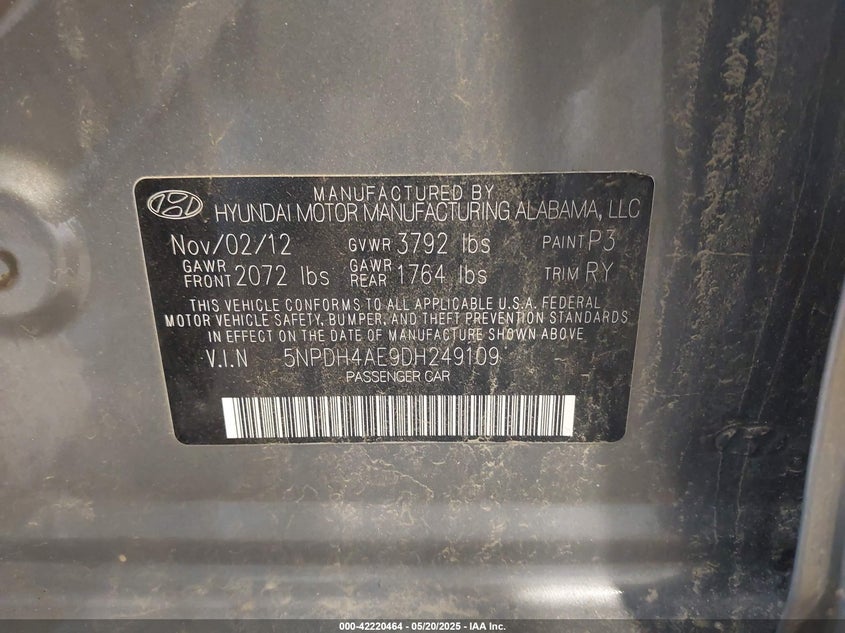 MANUFACTURED BY
HYUNDAI MOTOR MANUFACTURING ALABAMA, LLC
Nov/02/12 GVWR 3792 lbs PAINT P3
GAWR FRONT 2072 lbs GAWR REAR 1764 lbs TRIM RY
THIS VEHICLE CONFORMS TO ALL APPLICABLE U.S.A. FEDERAL
MOTOR VEHICLE SAFETY, BUMPER, AND THEFT PREVENTION STANDARDS
IN EFFECT ON THE DATE OF MANUFACTURE SHOWN ABOVE
V.I.N 5NPDH4AE9DH249109
PASSENGER CAR
000-42220464 - 05/20/2025 - IAA Inc.